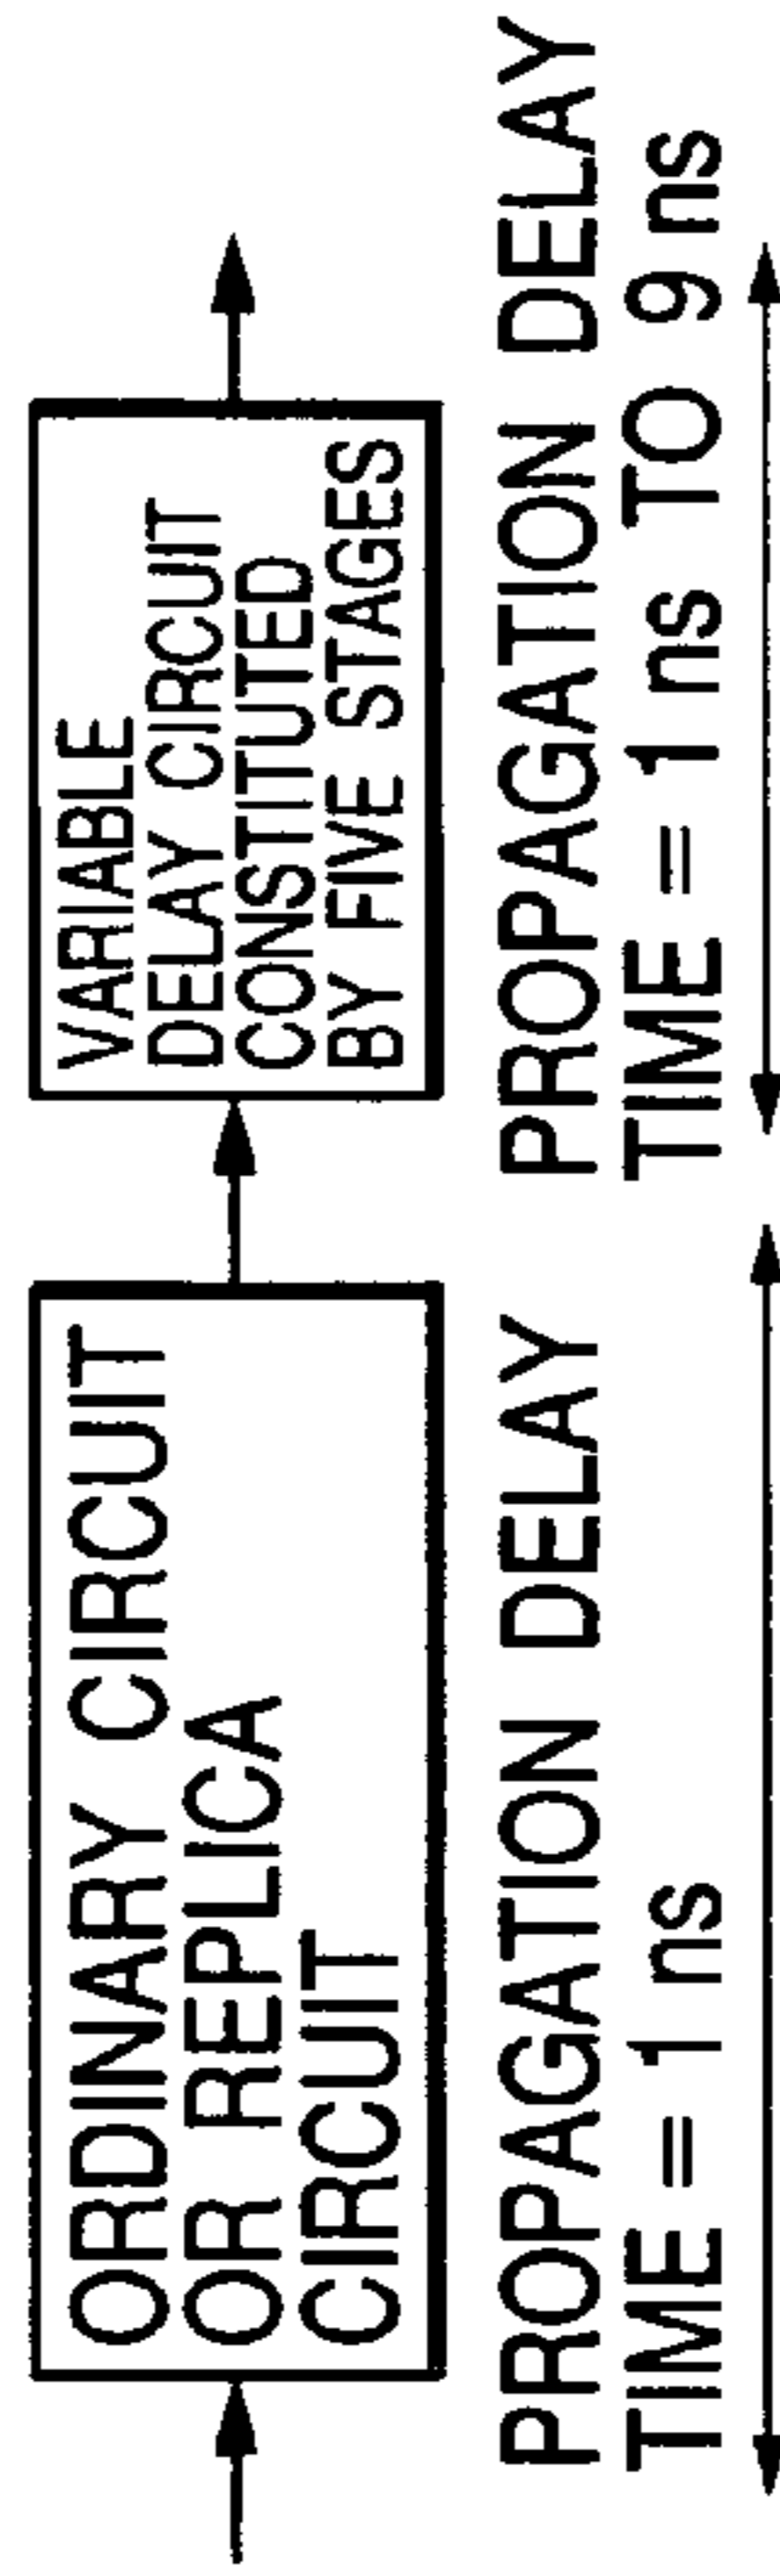 ORDINARY CIRCUIT
OR REPLICA
CIRCUIT
VARIABLE
DELAY CIRCUIT
CONSTITUTED
BY FIVE STAGES
PROPAGATION DELAY
TIME = 1 ns
PROPAGATION DELAY
TIME = 1 ns TO 9 ns